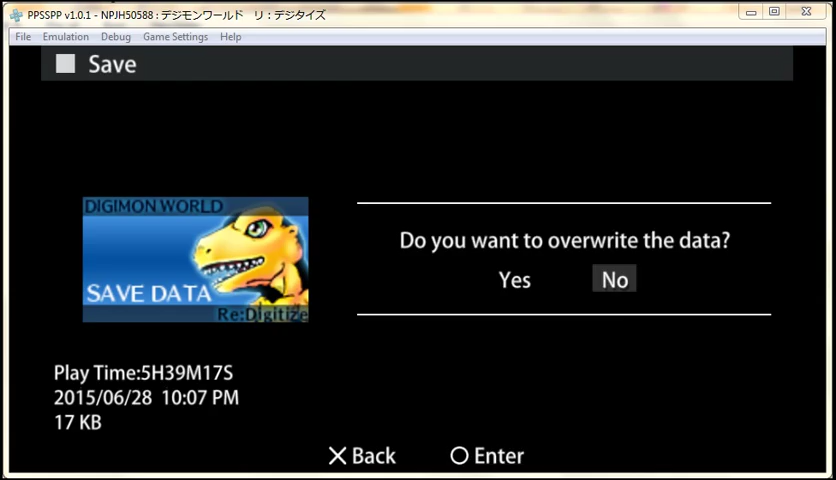 PPSSPP v1.0.1 - NPJH50588 : デジモンワールド リ：デジタイズ
File Emulation Debug Game Settings Help
Save
DIGIMON WORLD
SAVE DATA
Re:Digitize
Do you want to overwrite the data?
Yes No
Play Time:5H39M17S
2015/06/28 10:07 PM
17 KB
Back Enter